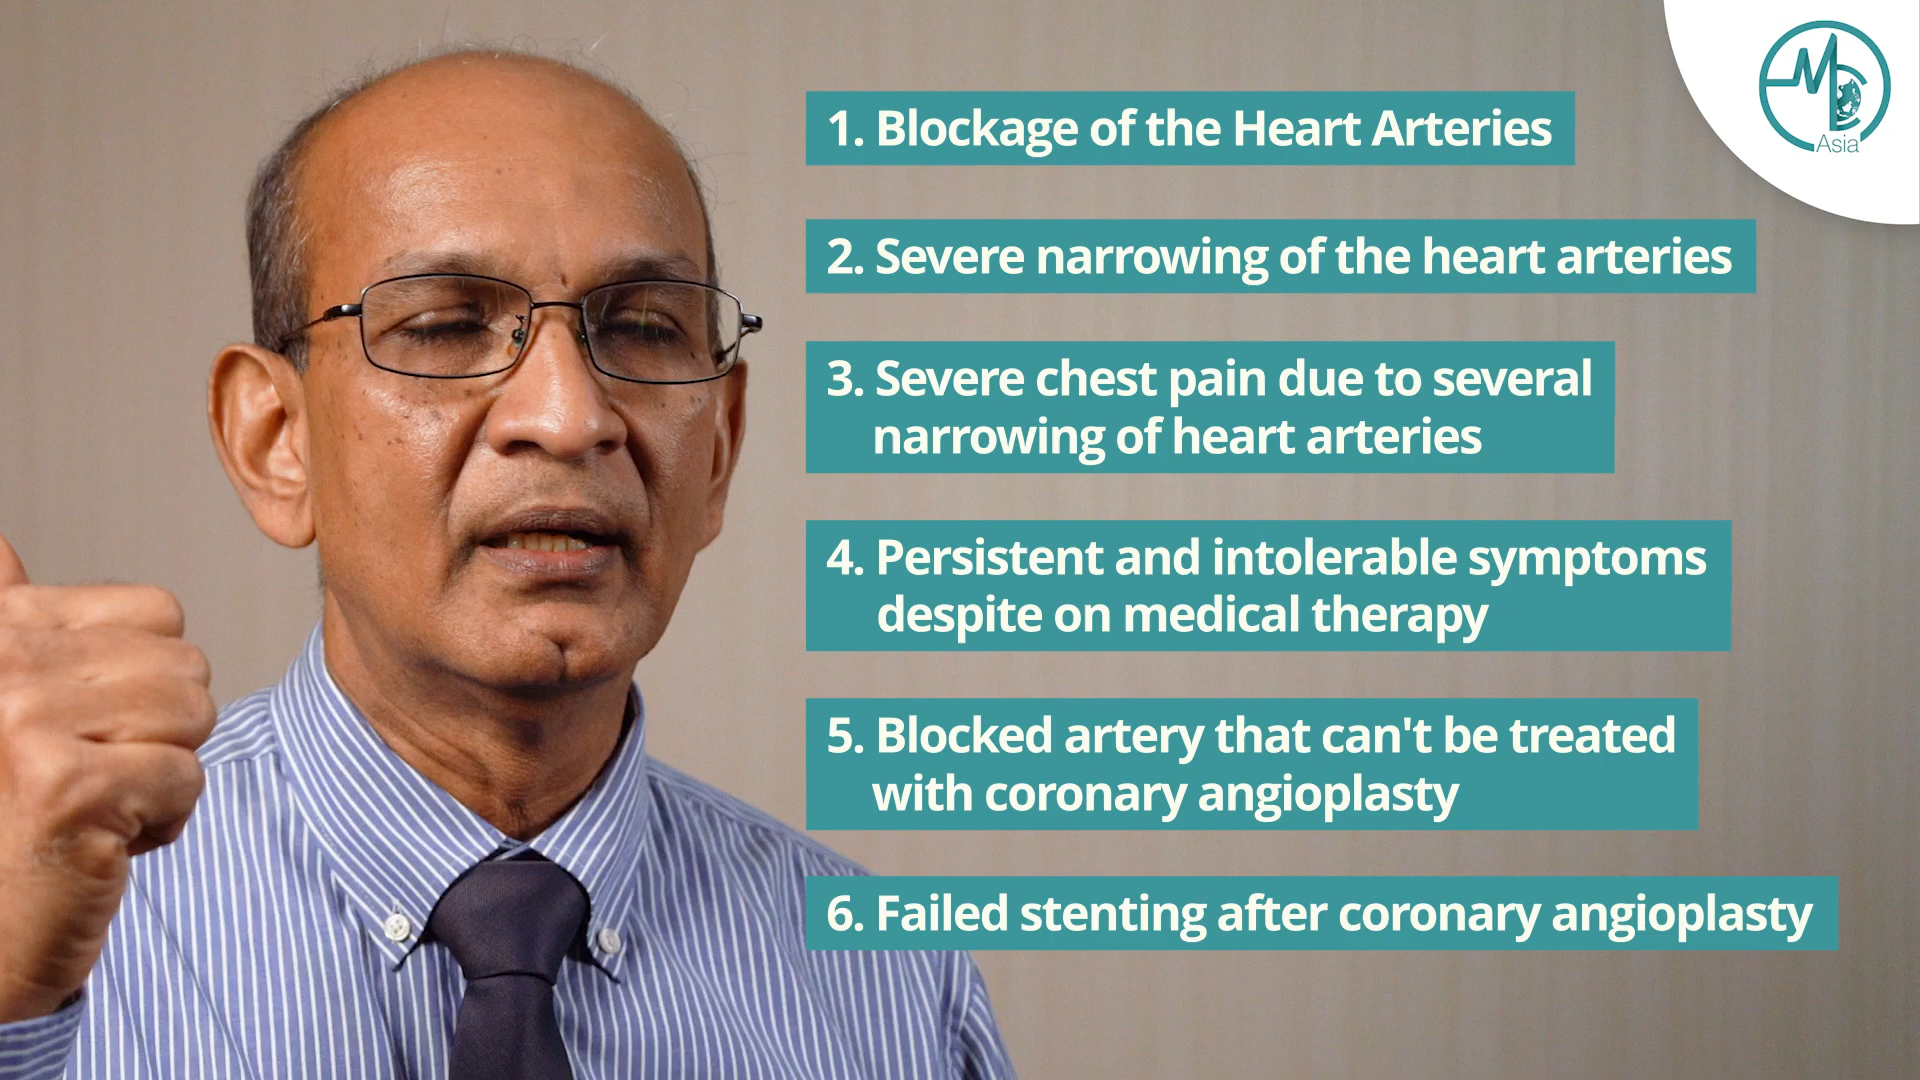 1. Blockage of the Heart Arteries
2. Severe narrowing of the heart arteries
3. Severe chest pain due to several
narrowing of heart arteries
4. Persistent and intolerable symptoms
despite on medical therapy
5. Blocked artery that can't be treated
with coronary angioplasty
6. Failed stenting after coronary angioplasty
Asia